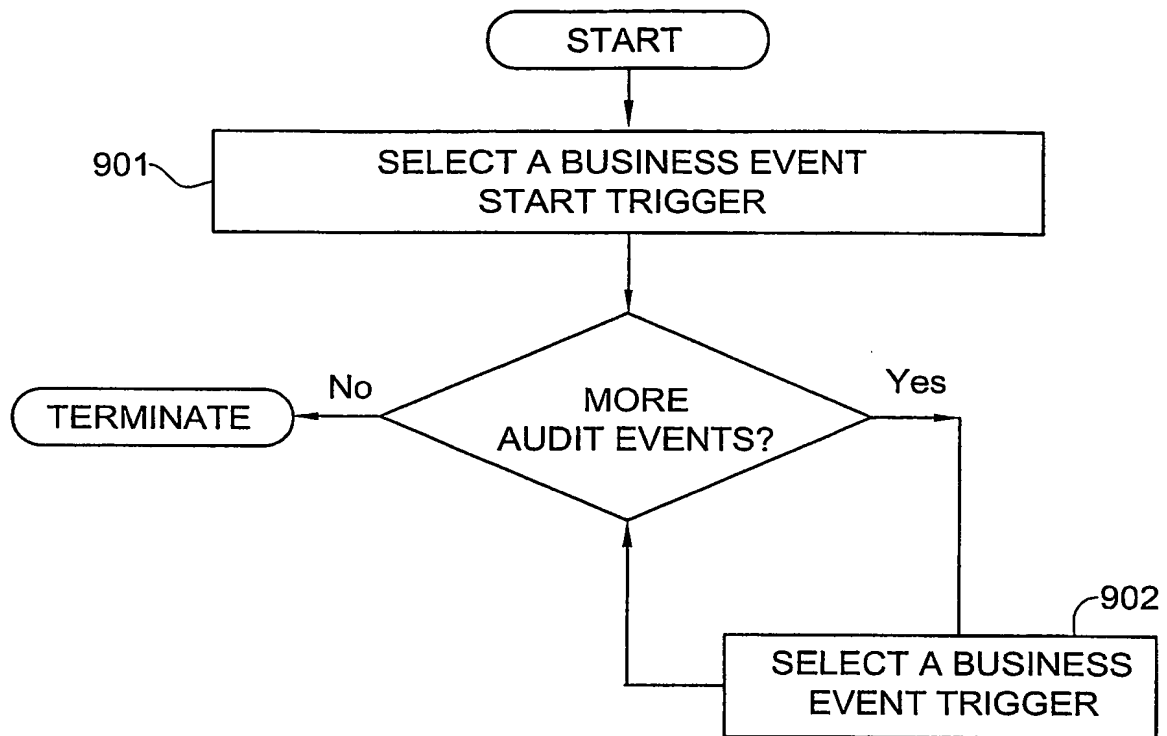 START
901
SELECT A BUSINESS EVENT
START TRIGGER
No
Yes
TERMINATE
MORE
AUDIT EVENTS?
902
SELECT A BUSINESS
EVENT TRIGGER